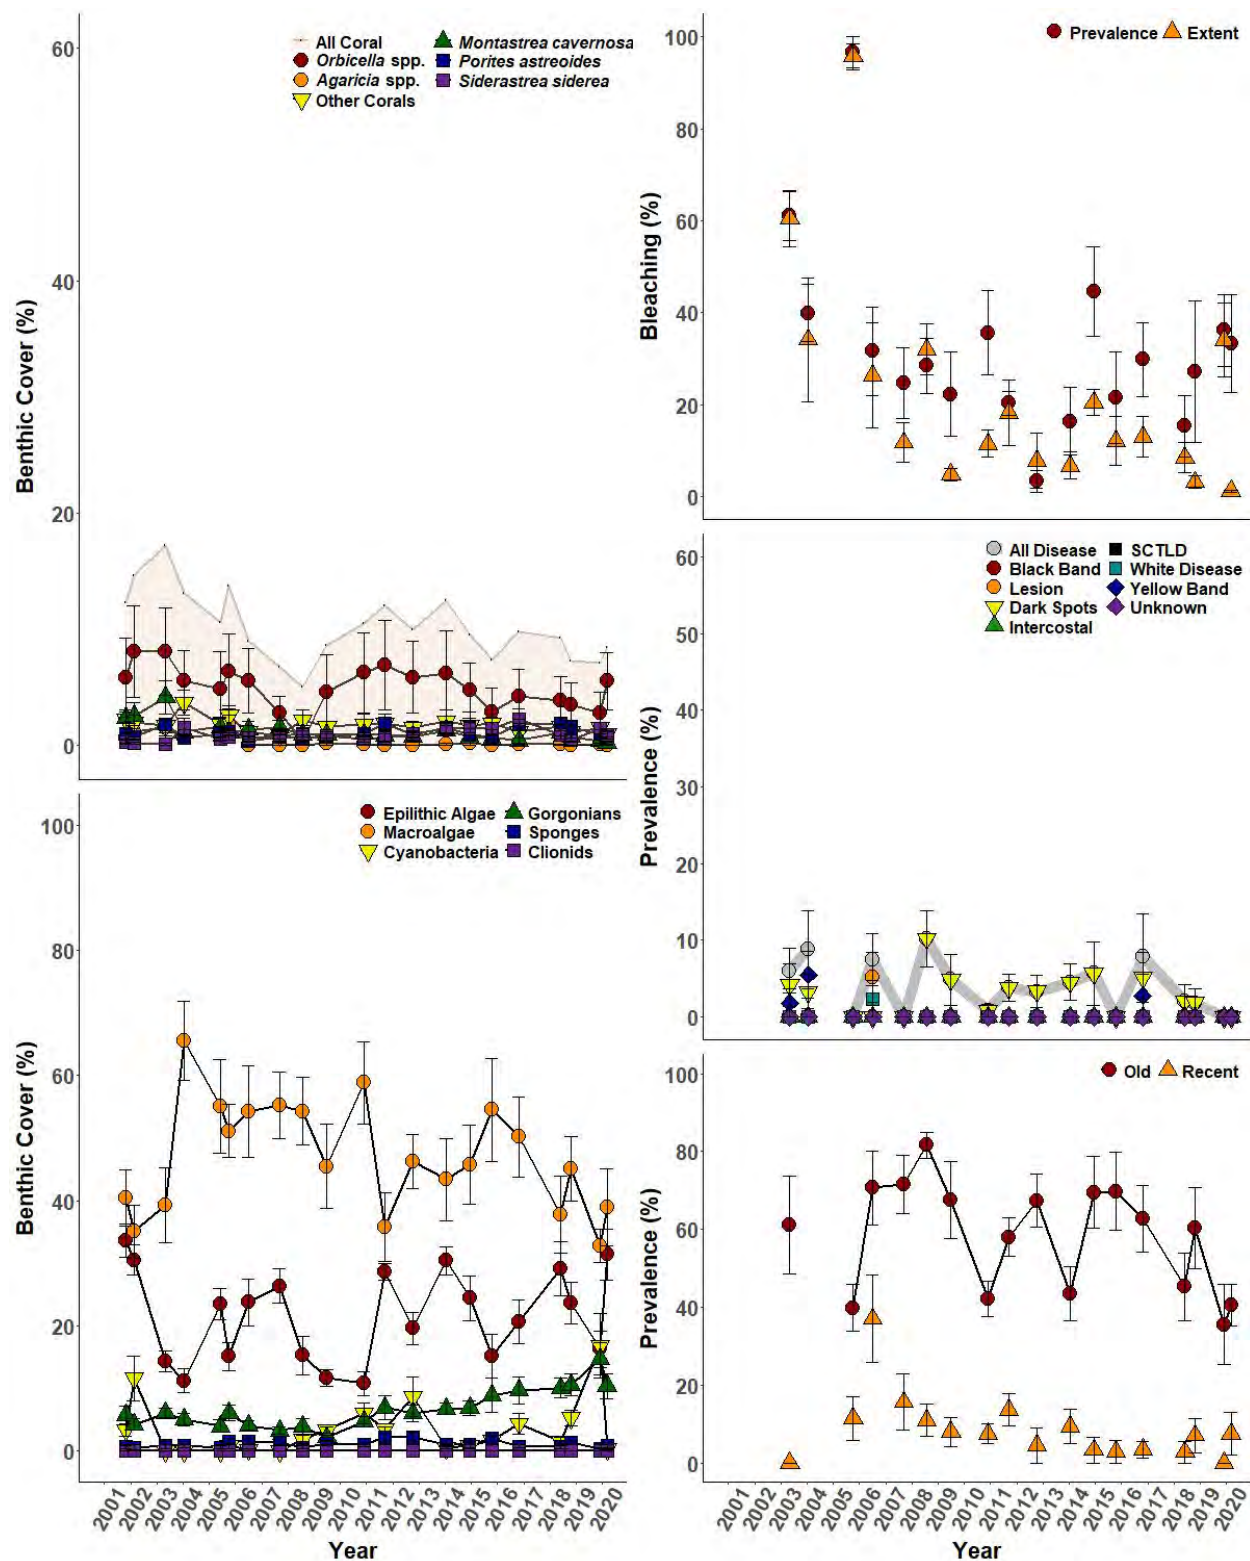 60
40
20
0
Benthic Cover (%)
All Coral
Orbicella spp.
Agaricia spp.
Other Corals
Montastrea cavernosa
Porites astreoides
Siderastrea siderea
100
80
60
40
20
0
Benthic Cover (%)
Epilithic Algae
Macroalgae
Cyanobacteria
Gorgonians
Sponges
Clionids
2001 2002 2003 2004 2005 2006 2007 2008 2009 2010 2011 2012 2013 2014 2015 2016 2017 2018 2019 2020
Year
100
80
60
40
20
0
Bleaching (%)
Prevalence Extent
60
50
40
30
20
10
0
Prevalence (%)
All Disease
Black Band
Lesion
Dark Spots
Intercostal
SCTLD
White Disease
Yellow Band
Unknown
100
80
60
40
20
0
Prevalence (%)
Old Recent
2001 2002 2003 2004 2005 2006 2007 2008 2009 2010 2011 2012 2013 2014 2015 2016 2017 2018 2019 2020
Year